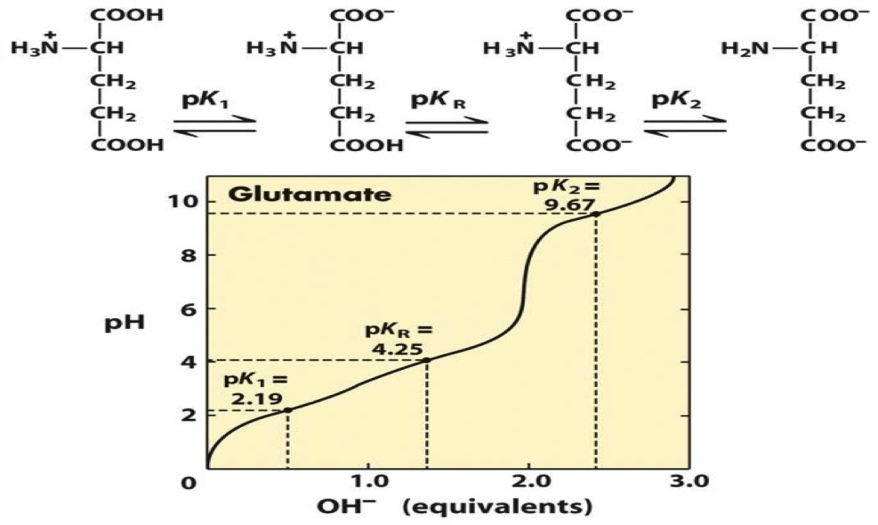 COOH COO⁻ COO⁻ COO⁻
H₃N⁺—CH H₃N⁺—CH H₃N⁺—CH H₂N—CH
CH₂ CH₂ CH₂ CH₂
pK₁ pKR pK₂
CH₂ CH₂ CH₂ CH₂
COOH COOH COO⁻ COO⁻
Glutamate
pK₂ =
9.67
10
8
6
pH
pKR =
4.25
4
pK₁ =
2.19
2
0 1.0 2.0 3.0
OH⁻ (equivalents)